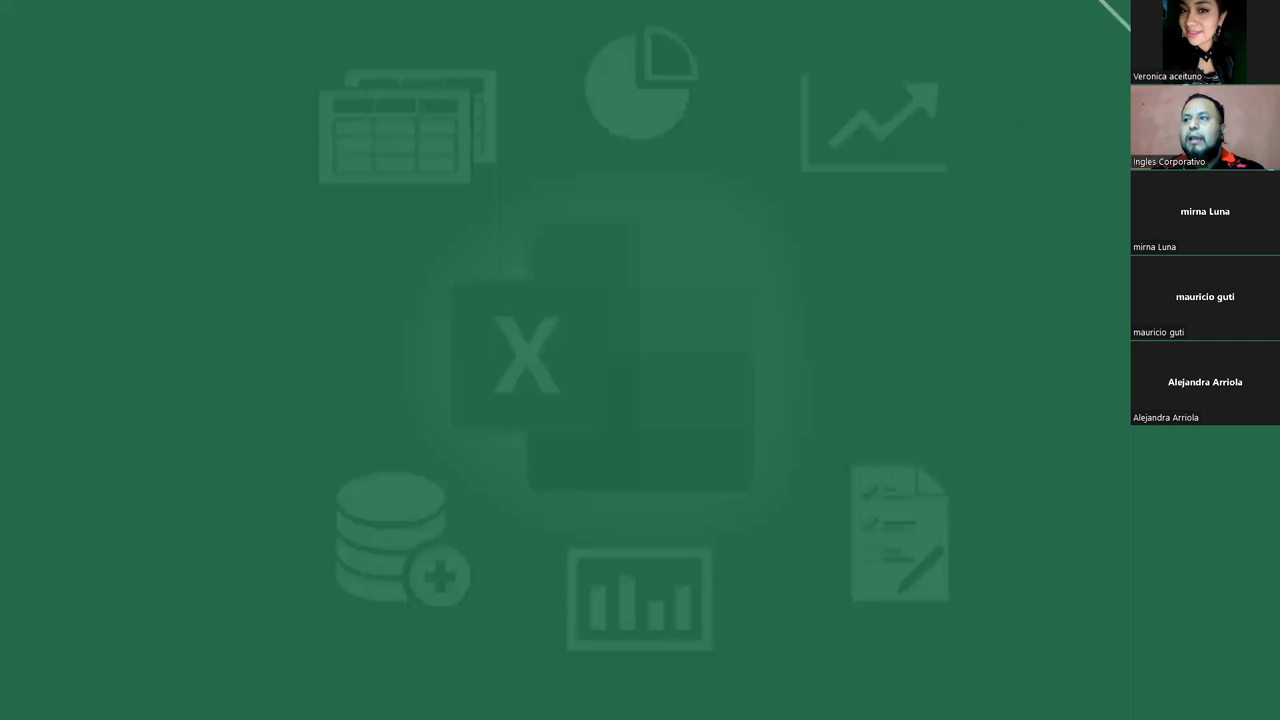 X
Veronica aceituno
Ingles Corporativo
mirna Luna
mirna Luna
mauricio guti
mauricio guti
Alejandra Arriola
Alejandra Arriola